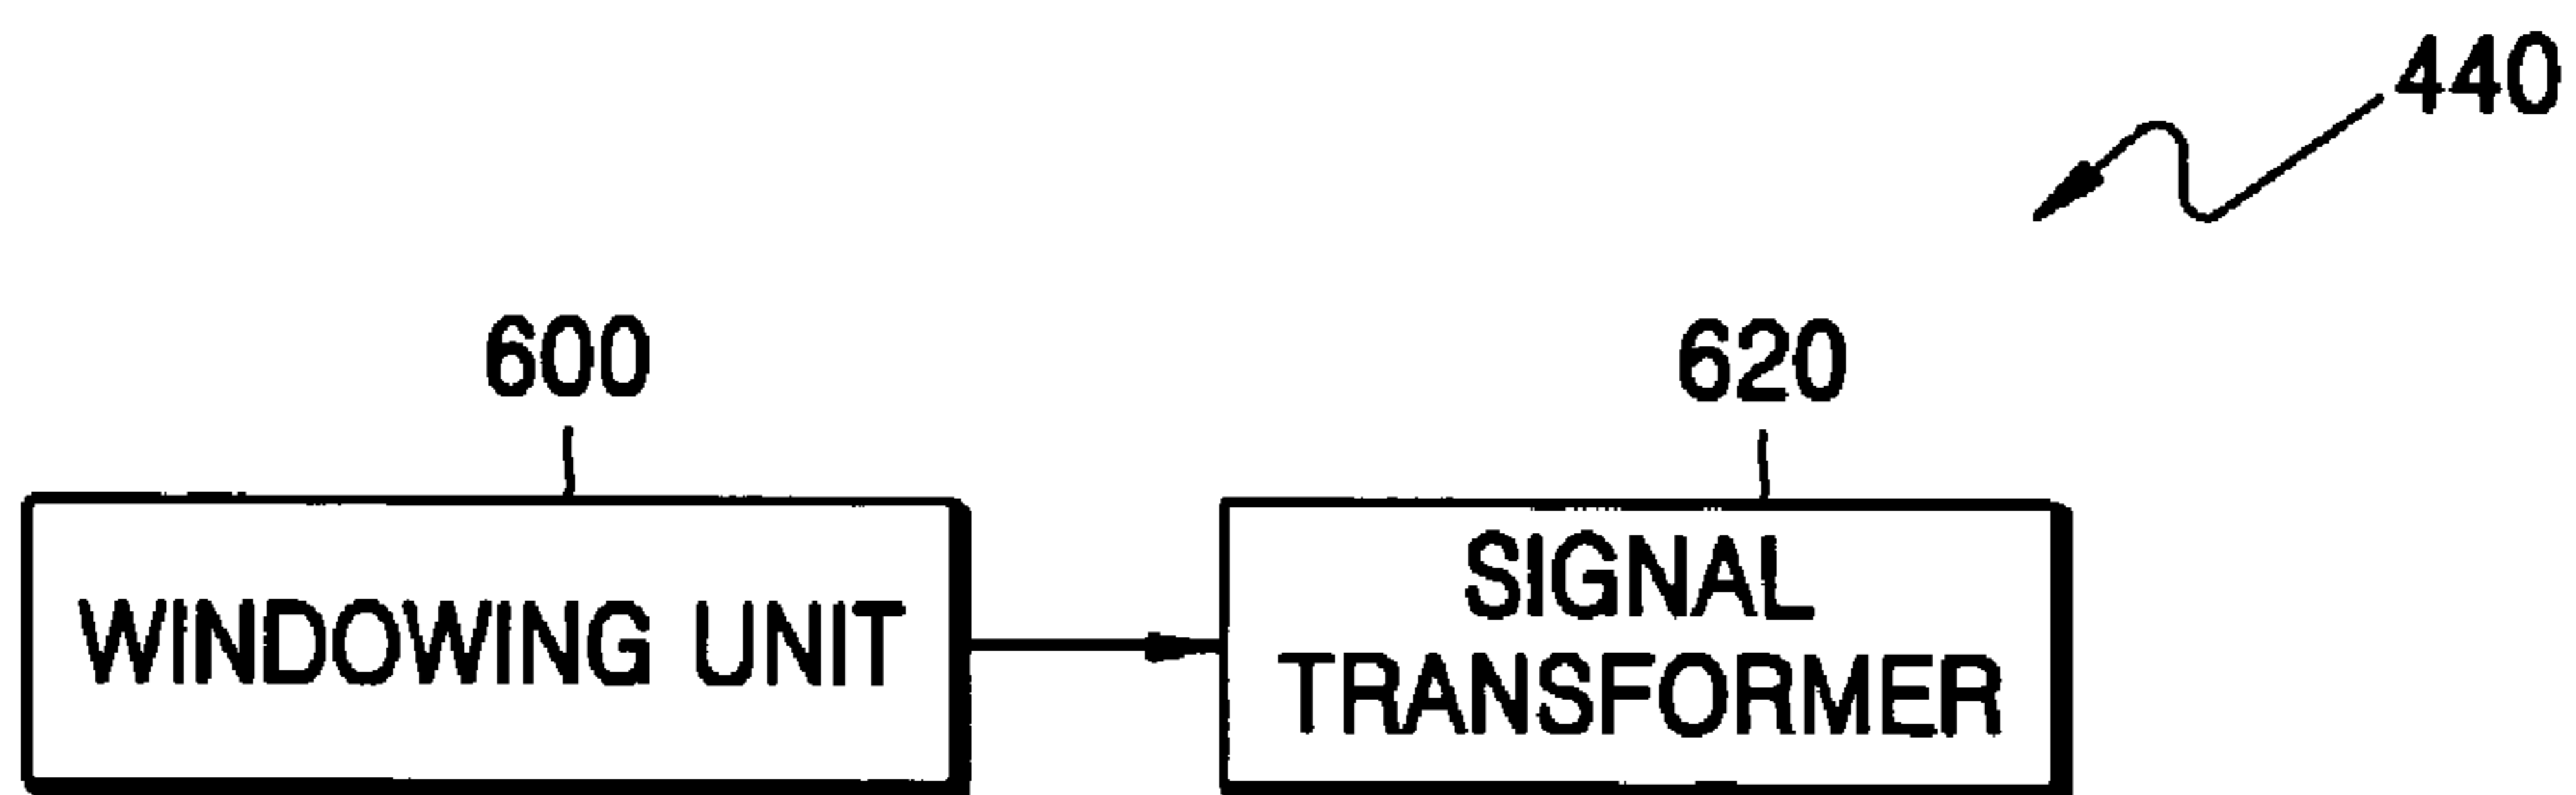 440
600
620
WINDOWING UNIT
SIGNAL
TRANSFORMER